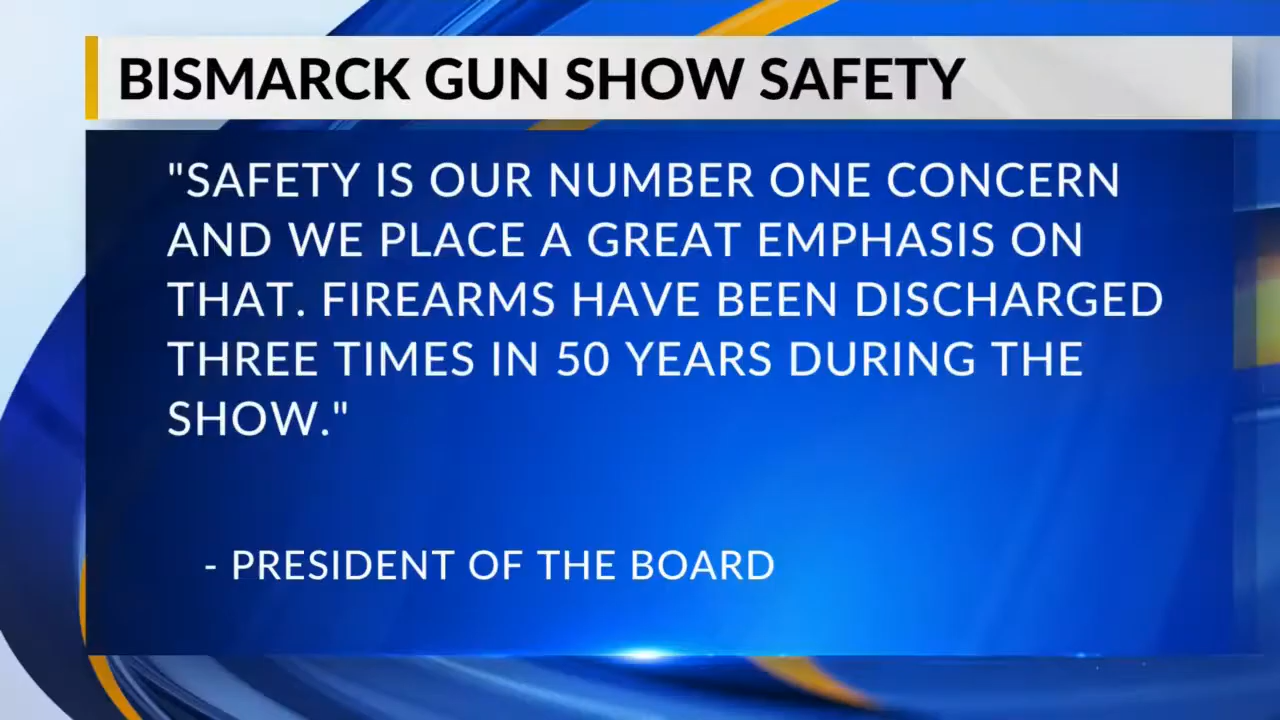 BISMARCK GUN SHOW SAFETY
"SAFETY IS OUR NUMBER ONE CONCERN
AND WE PLACE A GREAT EMPHASIS ON
THAT. FIREARMS HAVE BEEN DISCHARGED
THREE TIMES IN 50 YEARS DURING THE
SHOW."
- PRESIDENT OF THE BOARD